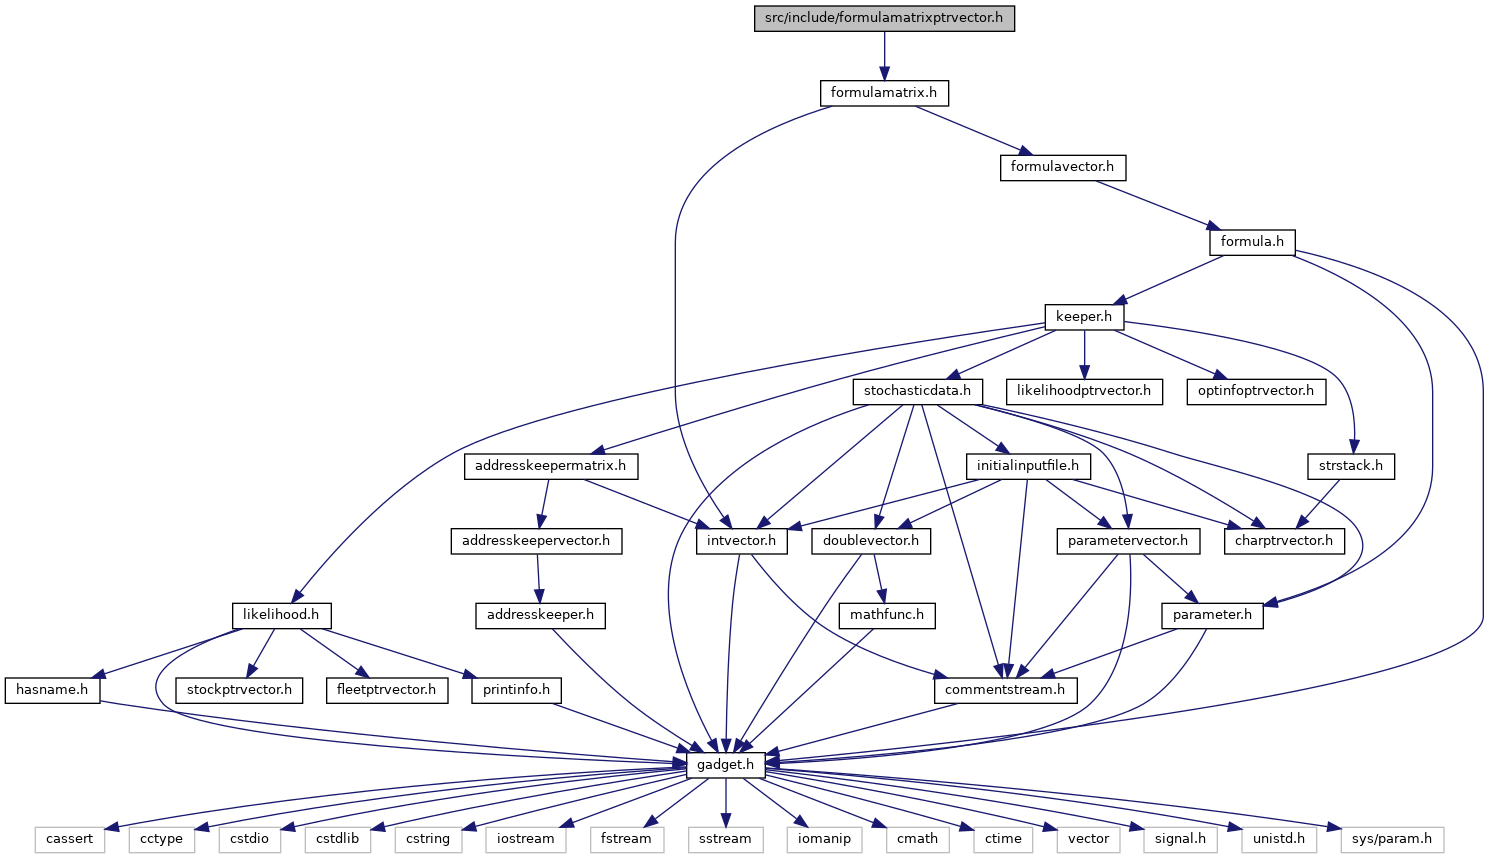 src/include/formulamatrixptrvector.h
formulamatrix.h
formulavector.h
formula.h
keeper.h
stochasticdata.h
likelihoodptrvector.h
optinfoptrvector.h
addresskeepermatrix.h
initialinputfile.h
strstack.h
addresskeepervector.h
intvector.h
doublevector.h
parametervector.h
charptrvector.h
likelihood.h
addresskeeper.h
mathfunc.h
parameter.h
hasname.h
stockptrvector.h
fleetptrvector.h
printinfo.h
commentstream.h
gadget.h
cassert
cctype
cstdio
cstdlib
cstring
iostream
fstream
sstream
iomanip
cmath
ctime
vector
signal.h
unistd.h
sys/param.h